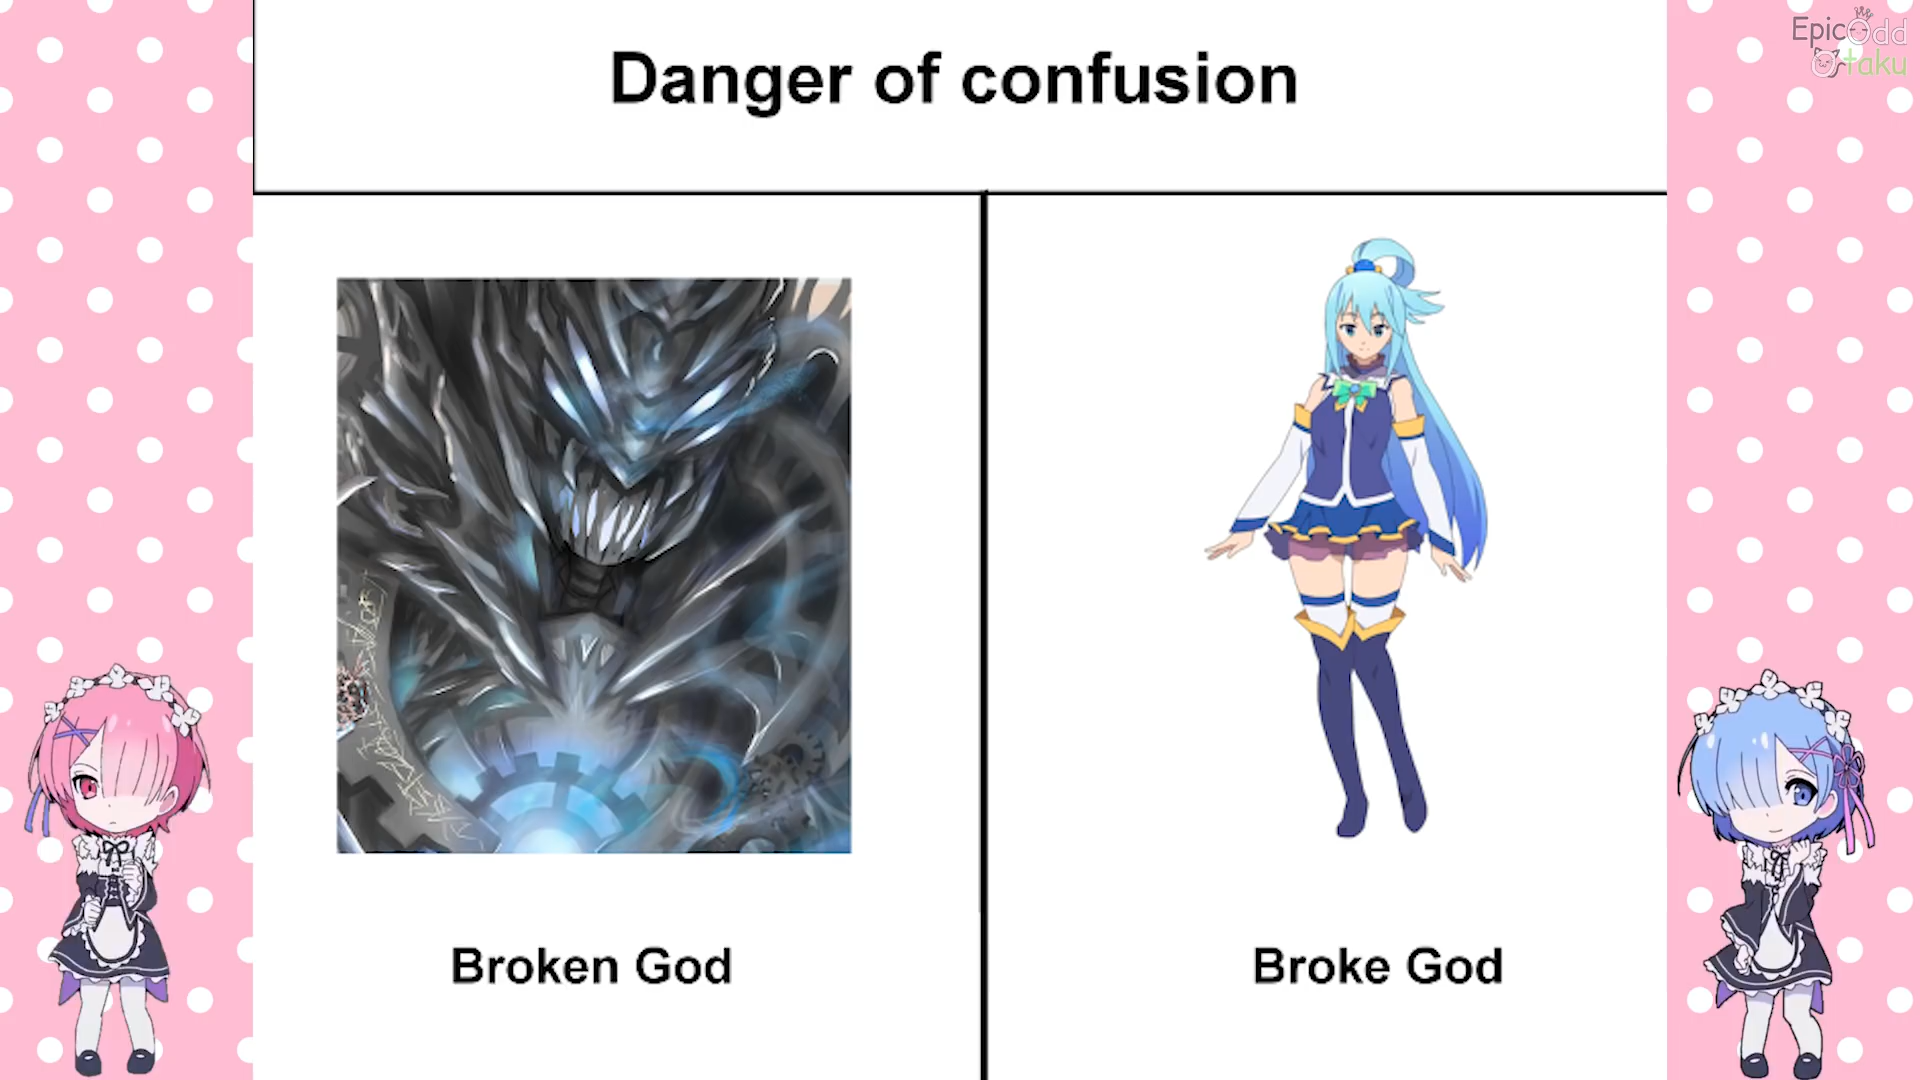 EpicOdd
Otaku
Danger of confusion
Broken God
Broke God